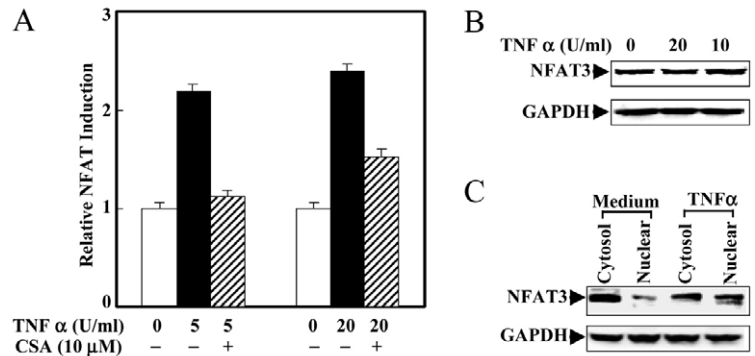 A
Relative NFAT Induction
3
2
1
0
TNF α (U/ml) 0 5 5 0 20 20
CSA (10 μM) – – + – – +
B
TNF α (U/ml) 0 20 10
NFAT3
GAPDH
C
Medium TNFα
Cytosol Nuclear Cytosol Nuclear
NFAT3
GAPDH